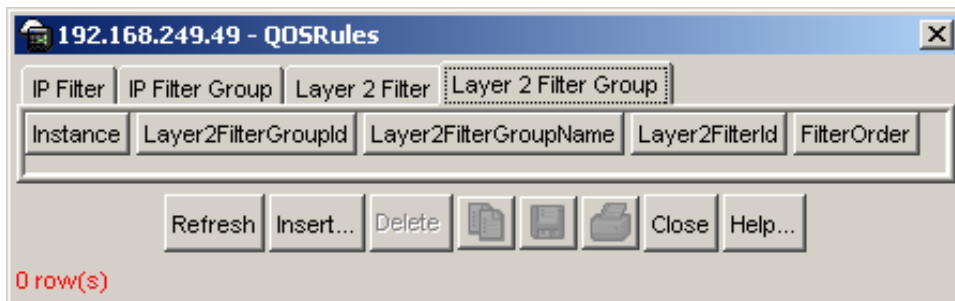 192.168.249.49 - QOSRules
IP Filter IP Filter Group Layer 2 Filter Layer 2 Filter Group
Instance Layer2FilterGroupId Layer2FilterGroupName Layer2FilterId FilterOrder
Refresh Insert... Delete Close Help...
0 row(s)